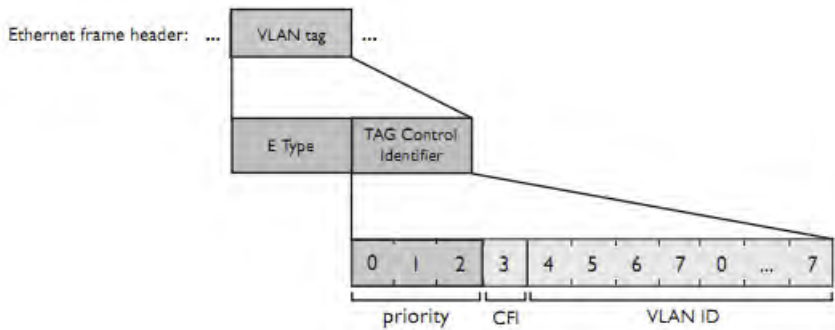 Ethernet frame header: ... VLAN tag ...
E Type TAG Control
Identifier
0 1 2 3 4 5 6 7 0 ... 7
priority CFI VLAN ID